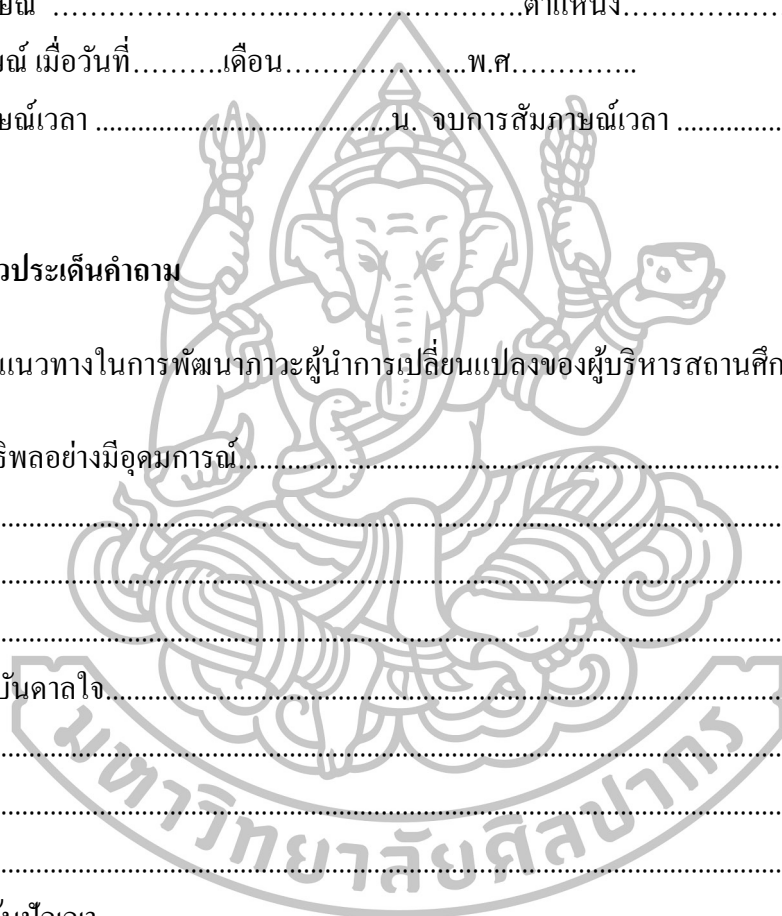 ษณ์ ……………………..…………………….ตำแหน่ง………….…
ษณ์ เมื่อวันที่……….เดือน………………..พ.ศ…………..
ษณ์เวลา .........................................น. จบการสัมภาษณ์เวลา ...............
วประเด็นคำถาม
แนวทางในการพัฒนาภาวะผู้นำการเปลี่ยนแปลงของผู้บริหารสถานศึก
ธิพลอย่างมีอุดมการณ์...........................................................................
บันดาลใจ..............................................................................................
มหาวิทยาลัยศิลปากร